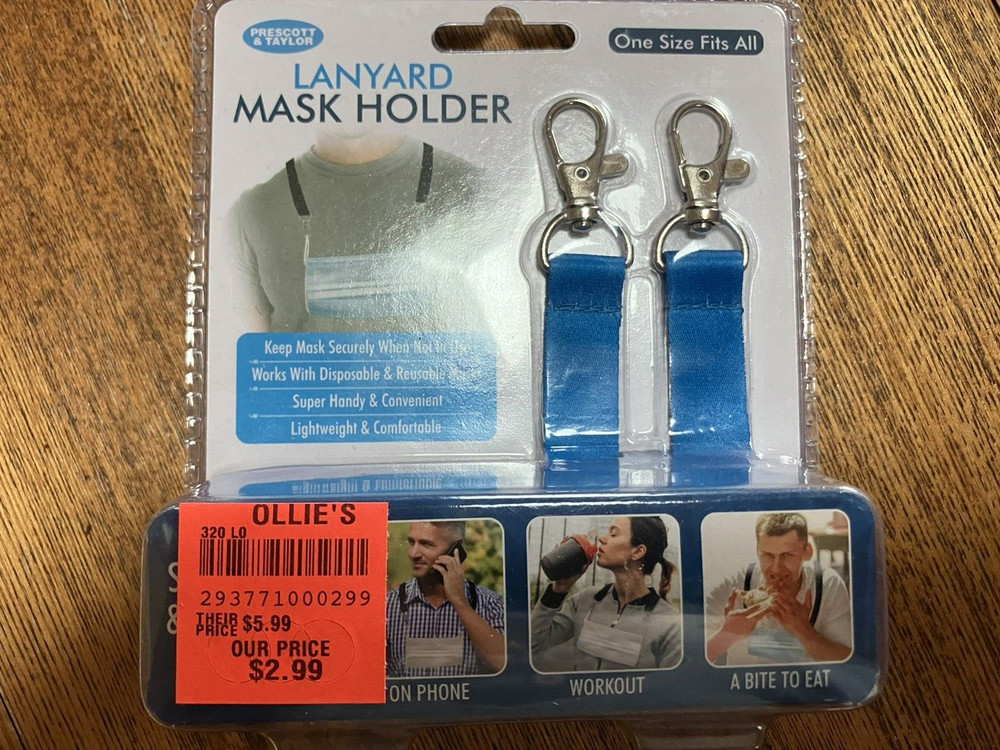 PRESCOTT
& TAYLOR
One Size Fits All
LANYARD
MASK HOLDER
Keep Mask Securely When Not In Use
Works With Disposable & Reusable Masks
Super Handy & Convenient
Lightweight & Comfortable
OLLIE'S
320 LO
293771000299
THEIR
PRICE $5.99
OUR PRICE
$2.99
S
&
ON PHONE
WORKOUT
A BITE TO EAT